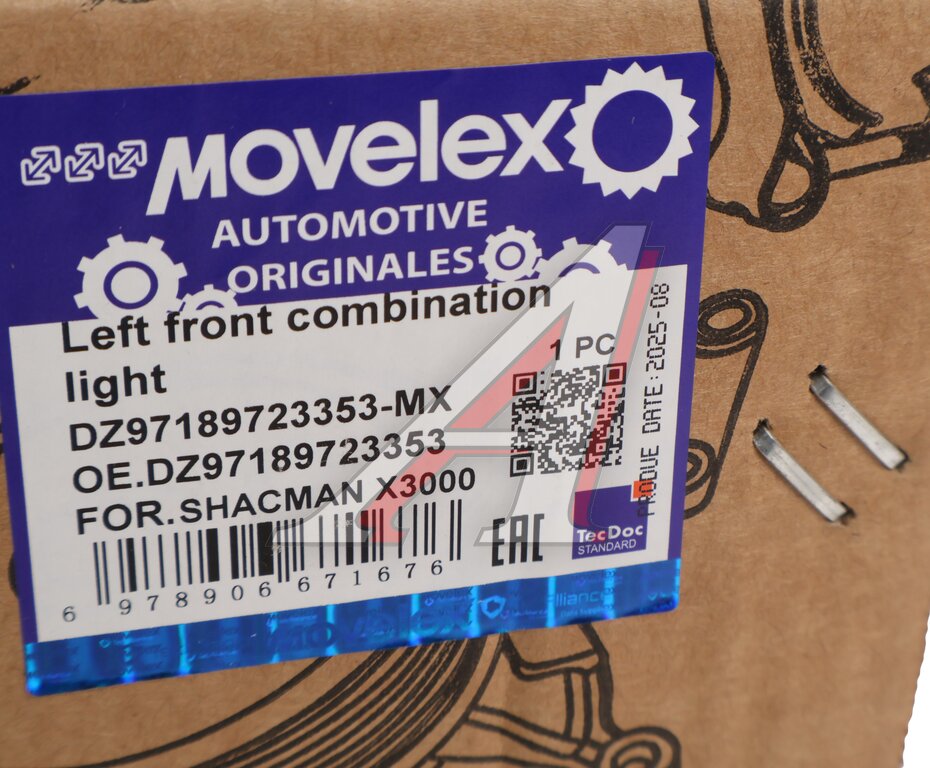 MOVeLex
AUTOMOTIVE
ORIGINALES
Left front combination
light
1 PC
DZ97189723353-MX
OE.DZ97189723353
FOR.SHACMAN X3000
PRODUE DATE:2025-08
EAC
TecDoc
STANDARD
6 978906 671676